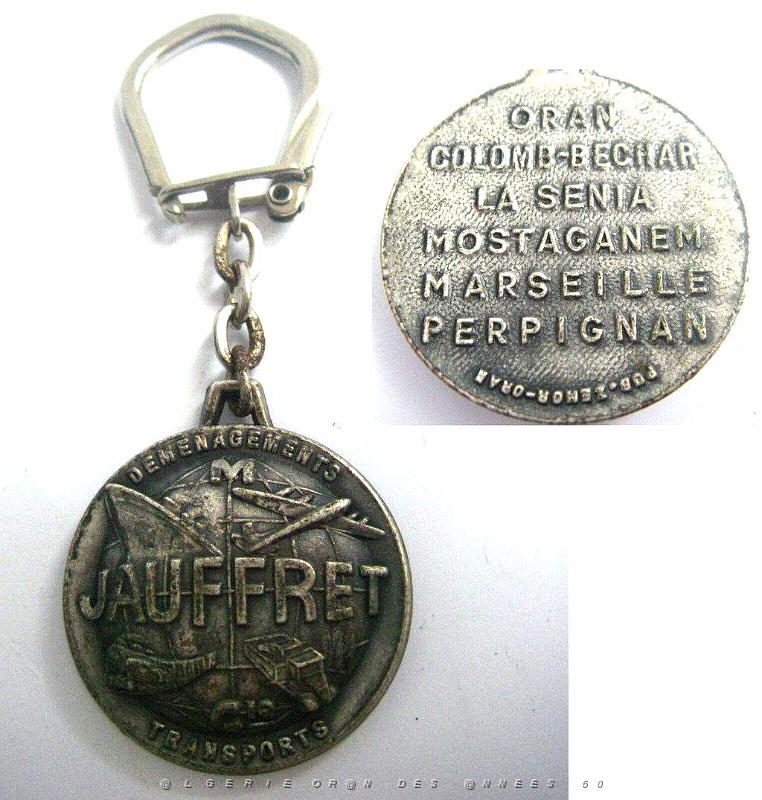 DEMENAGEMENTS
M
JAUFFRET
Cie
TRANSPORTS
ORAN
COLOMB-BECHAR
LA SENIA
MOSTAGANEM
MARSEILLE
PERPIGNAN
PUB.ZEMOR-ORAN
@LGERIE OR@N DES @NNEES 50